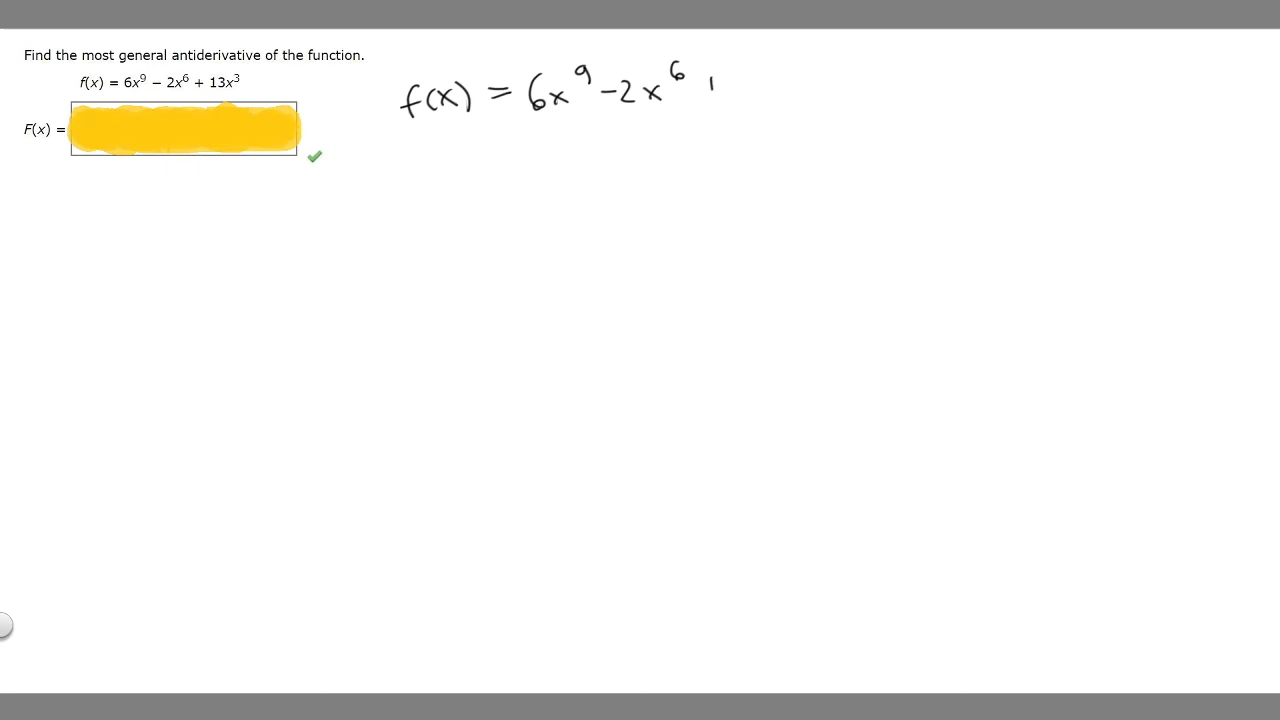 Find the most general antiderivative of the function.
f(x) = 6x⁹ − 2x⁶ + 13x³
F(x) =
f(x) = 6x⁹ -2x⁶